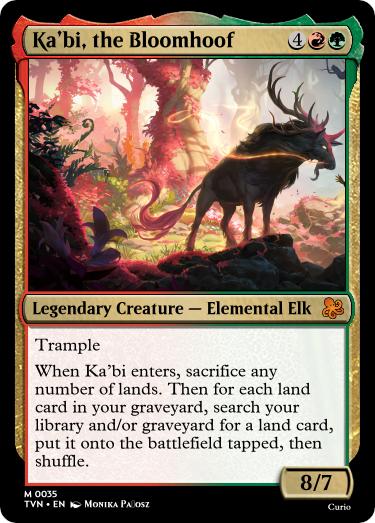 Ka'bi, the Bloomhoof 4
Legendary Creature — Elemental Elk
Trample
When Ka'bi enters, sacrifice any
number of lands. Then for each land
card in your graveyard, search your
library and/or graveyard for a land card,
put it onto the battlefield tapped, then
shuffle.
8/7
M 0035
TVN • EN Monika
Curio